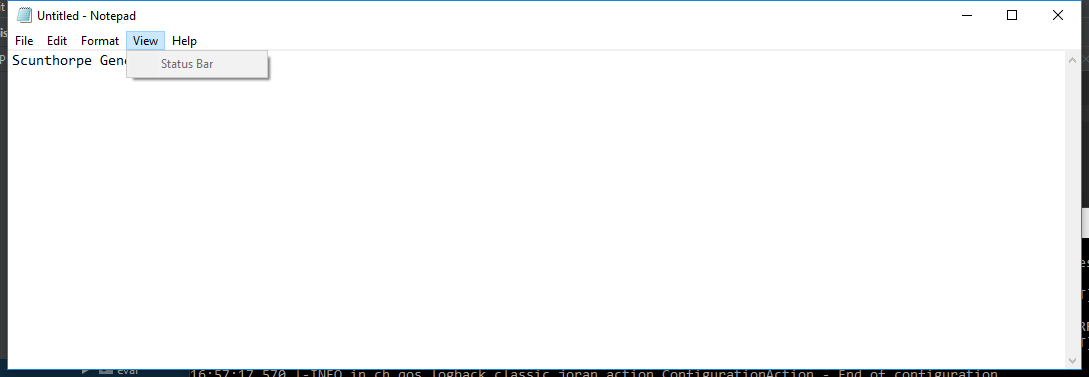 Untitled - Notepad
File Edit Format View Help
Scunthorpe Gen
Status Bar
eval
16:57:17,570 |-INFO in ch.qos.logback.classic.joran.action.ConfigurationAction - End of configuration